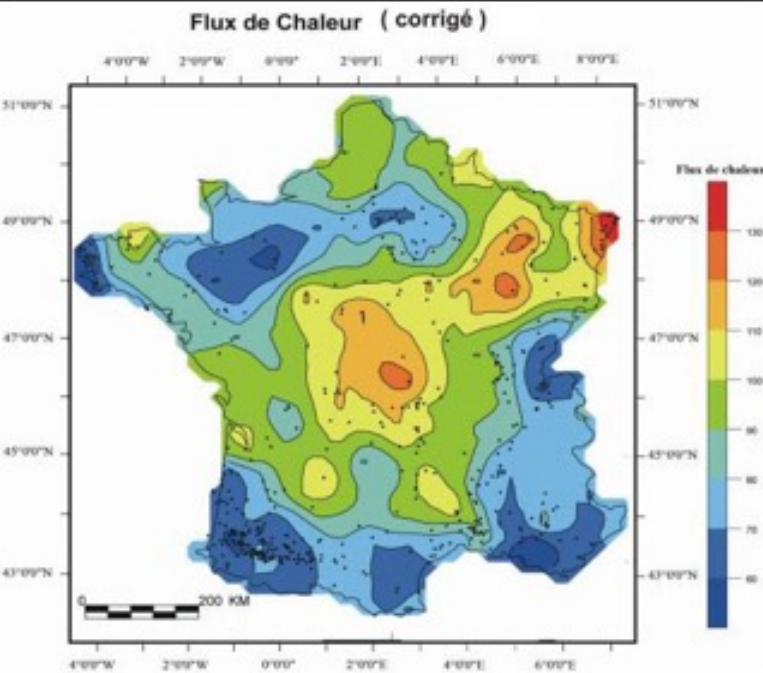 Flux de Chaleur ( corrigé )
4°0'0"W 2°0'0"W 0°0'0" 2°0'0"E 4°0'0"E 6°0'0"E 8°0'0"E
51°0'0"N 51°0'0"N
Flux de chaleur
49°0'0"N 49°0'0"N
130
120
110
47°0'0"N 47°0'0"N
100
90
45°0'0"N 45°0'0"N
80
70
43°0'0"N 43°0'0"N
60
0 200 KM
4°0'0"W 2°0'0"W 0°0'0" 2°0'0"E 4°0'0"E 6°0'0"E